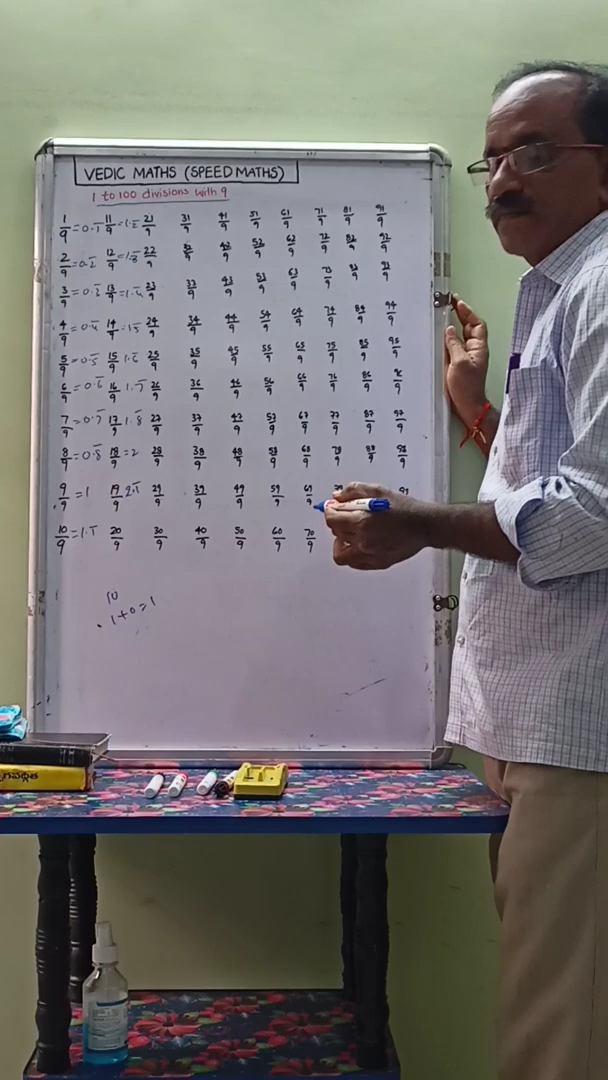 VEDIC MATHS (SPEED MATHS)
1 to 100 divisions with 9
1/9 = 0.1̅ 11/9 = 1.2̅ 21/9 31/9 41/9 51/9 61/9 71/9 81/9 91/9
2/9 = 0.2̅ 12/9 = 1.3̅ 22/9 32/9 42/9 52/9 62/9 72/9 82/9 92/9
3/9 = 0.3̅ 13/9 = 1.4̅ 23/9 33/9 43/9 53/9 63/9 73/9 83/9 93/9
4/9 = 0.4̅ 14/9 = 1.5̅ 24/9 34/9 44/9 54/9 64/9 74/9 84/9 94/9
5/9 = 0.5̅ 15/9 1.6̅ 25/9 35/9 45/9 55/9 65/9 75/9 85/9 95/9
6/9 = 0.6̅ 16/9 1.7̅ 26/9 36/9 46/9 56/9 66/9 76/9 86/9 96/9
7/9 = 0.7̅ 17/9 1.8̅ 27/9 37/9 47/9 57/9 67/9 77/9 87/9 97/9
8/9 = 0.8̅ 18/9 = 2 28/9 38/9 48/9 58/9 68/9 78/9 88/9 98/9
9/9 = 1 19/9 2.1̅ 29/9 39/9 49/9 59/9 69/9
10/9 = 1.1̅ 20/9 30/9 40/9 50/9 60/9 70/9
10
1+0=1